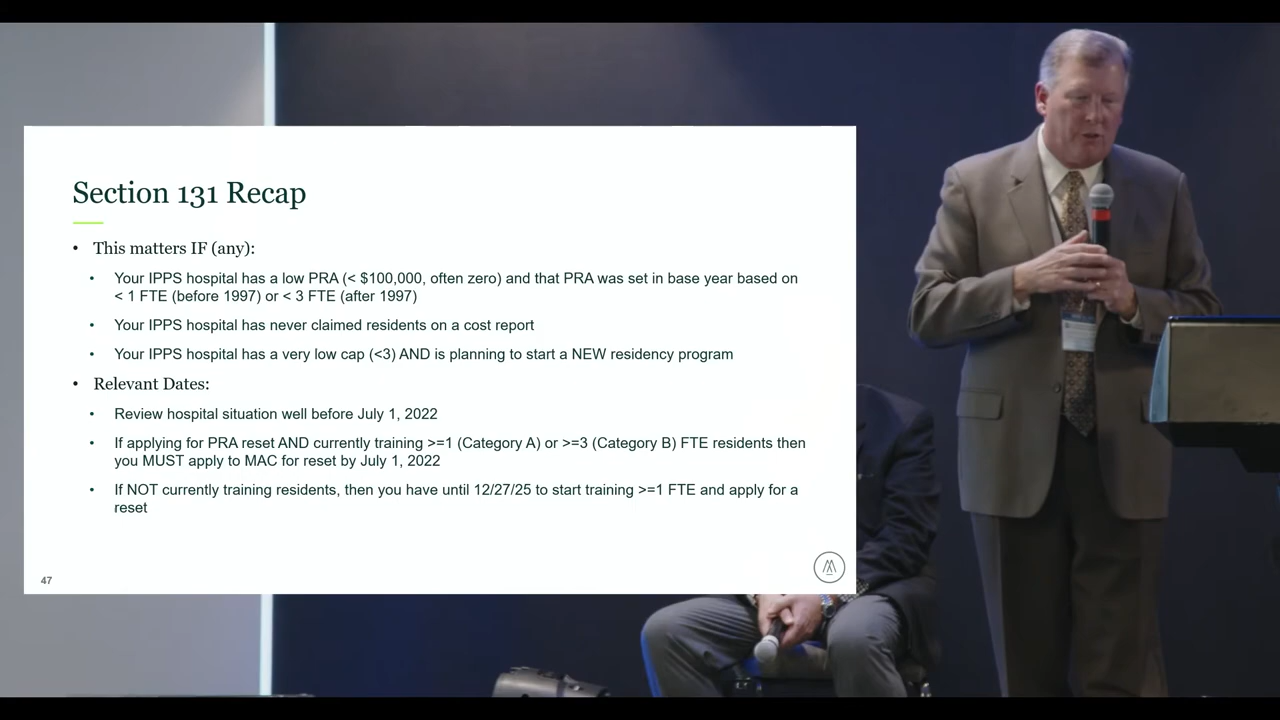 Section 131 Recap
• This matters IF (any):
• Your IPPS hospital has a low PRA (< $100,000, often zero) and that PRA was set in base year based on
< 1 FTE (before 1997) or < 3 FTE (after 1997)
• Your IPPS hospital has never claimed residents on a cost report
• Your IPPS hospital has a very low cap (<3) AND is planning to start a NEW residency program
• Relevant Dates:
• Review hospital situation well before July 1, 2022
• If applying for PRA reset AND currently training >=1 (Category A) or >=3 (Category B) FTE residents then
you MUST apply to MAC for reset by July 1, 2022
• If NOT currently training residents, then you have until 12/27/25 to start training >=1 FTE and apply for a
reset
47